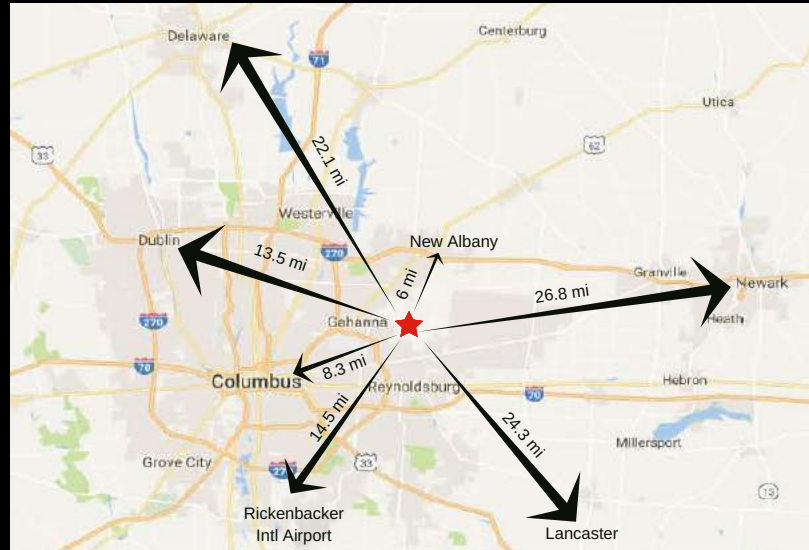 Delaware
Centerburg
71
Utica
33
62
22.1 mi
Westerville
Dublin
270
New Albany
13.5 mi
6 mi
Granville
Newark
26.8 mi
270
Gahanna
Heath
70
8.3 mi
Columbus
Reynoldsburg
Hebron
70
14.5 mi
24.3 mi
Millersport
Grove City
33
13
Rickenbacker
Intl Airport
Lancaster